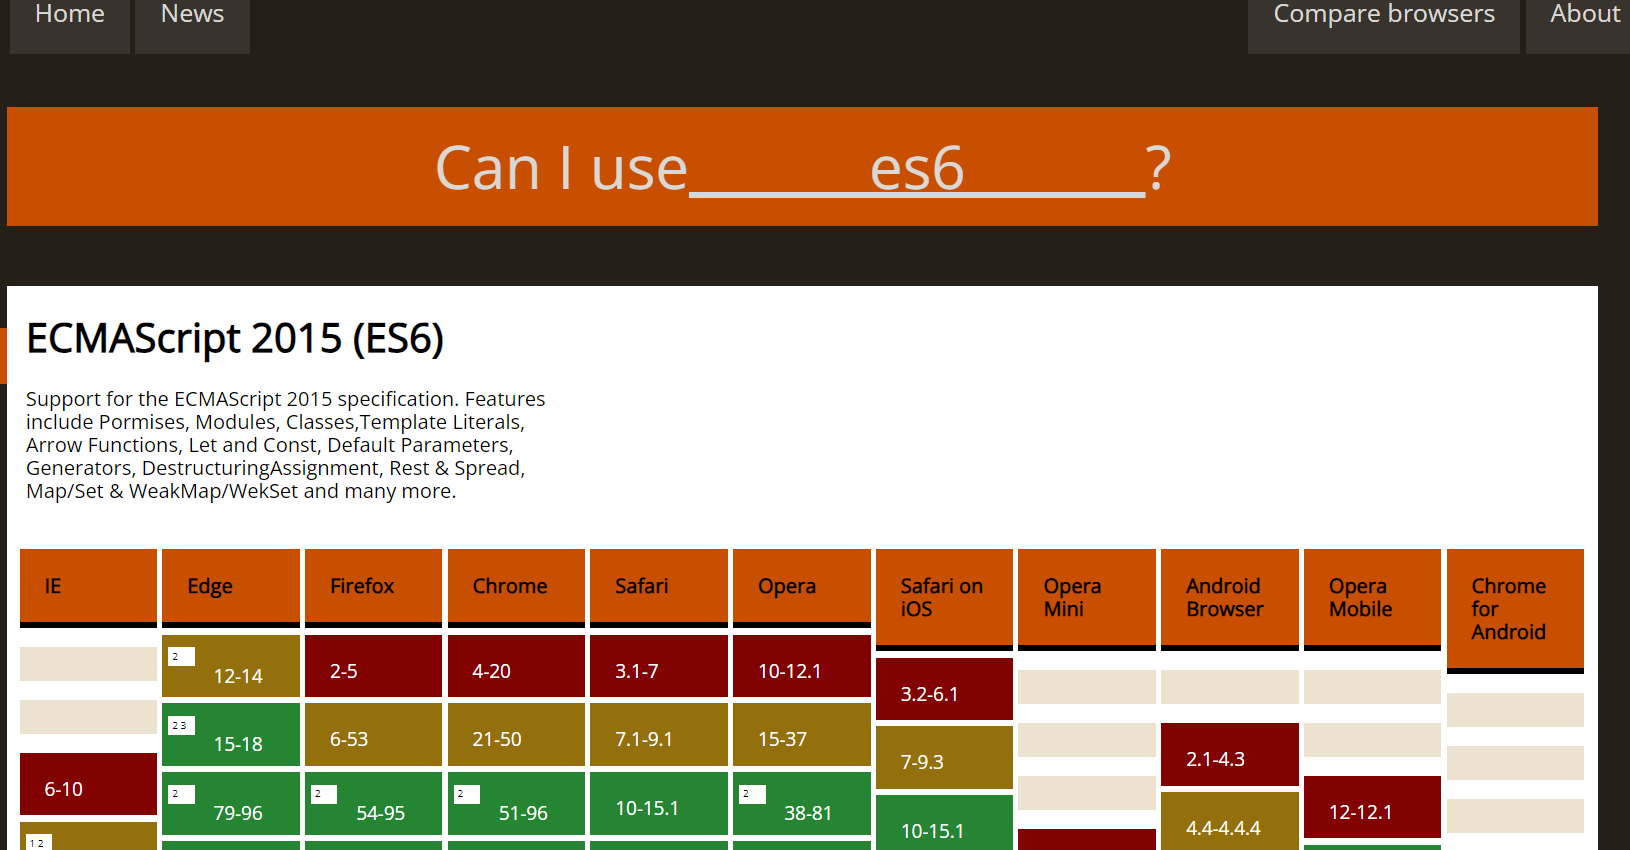 Home
News
Compare browsers
About
Can I use______es6______?
ECMAScript 2015 (ES6)
Support for the ECMAScript 2015 specification. Features
include Pormises, Modules, Classes,Template Literals,
Arrow Functions, Let and Const, Default Parameters,
Generators, DestructuringAssignment, Rest & Spread,
Map/Set & WeakMap/WekSet and many more.
IE
6-10
1 2
Edge
2
12-14
2 3
15-18
2
79-96
Firefox
2-5
6-53
2
54-95
Chrome
4-20
21-50
2
51-96
Safari
3.1-7
7.1-9.1
10-15.1
Opera
10-12.1
15-37
2
38-81
Safari on
iOS
3.2-6.1
7-9.3
10-15.1
Opera
Mini
Android
Browser
2.1-4.3
4.4-4.4.4
Opera
Mobile
12-12.1
Chrome
for
Android